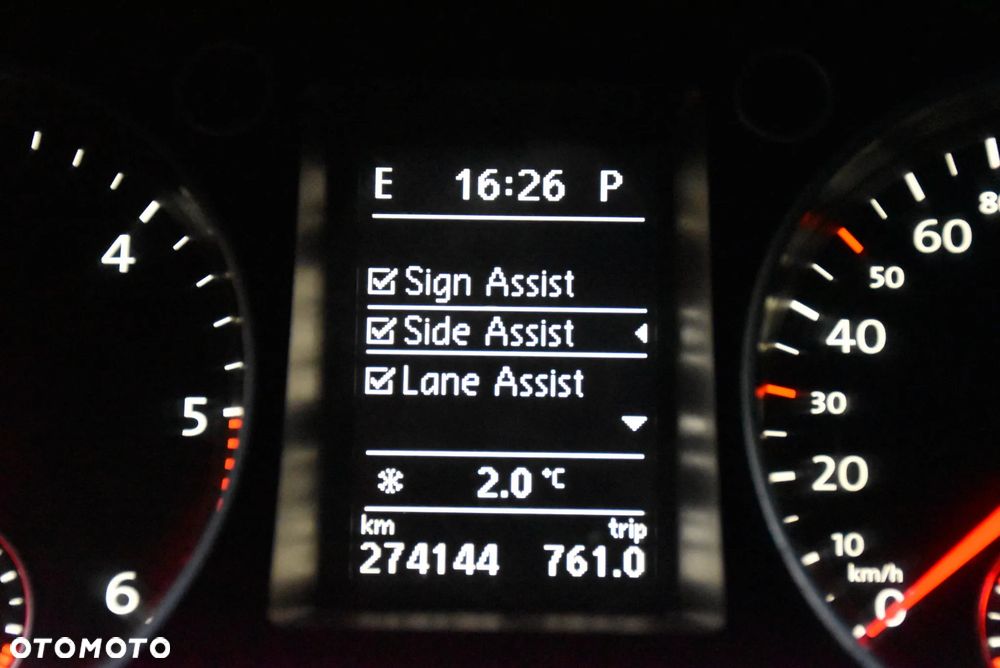 E 16:26 P
Sign Assist
Side Assist
Lane Assist
2.0 °C
km trip
274144 761.0
4
5
6
80
60
50
40
30
20
10
km/h
0
OTOMOTO